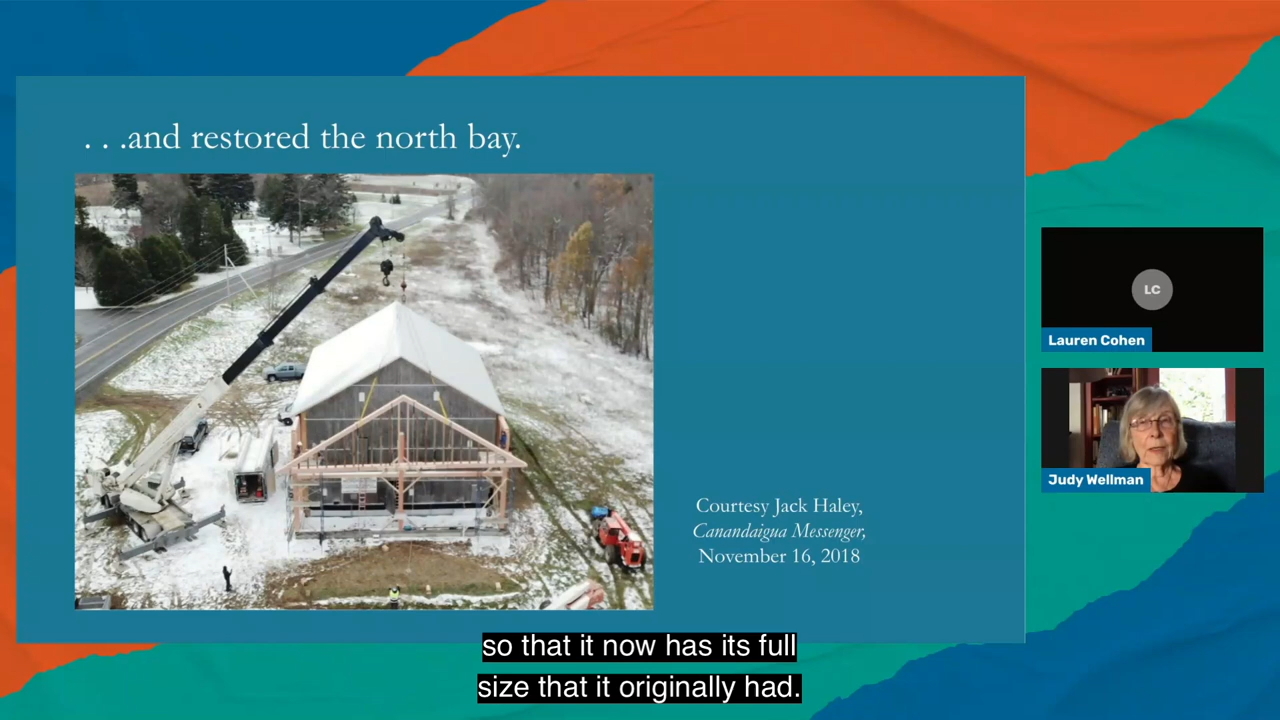 . . .and restored the north bay.
Courtesy Jack Haley,
Canandaigua Messenger,
November 16, 2018
LC
Lauren Cohen
Judy Wellman
so that it now has its full
size that it originally had.